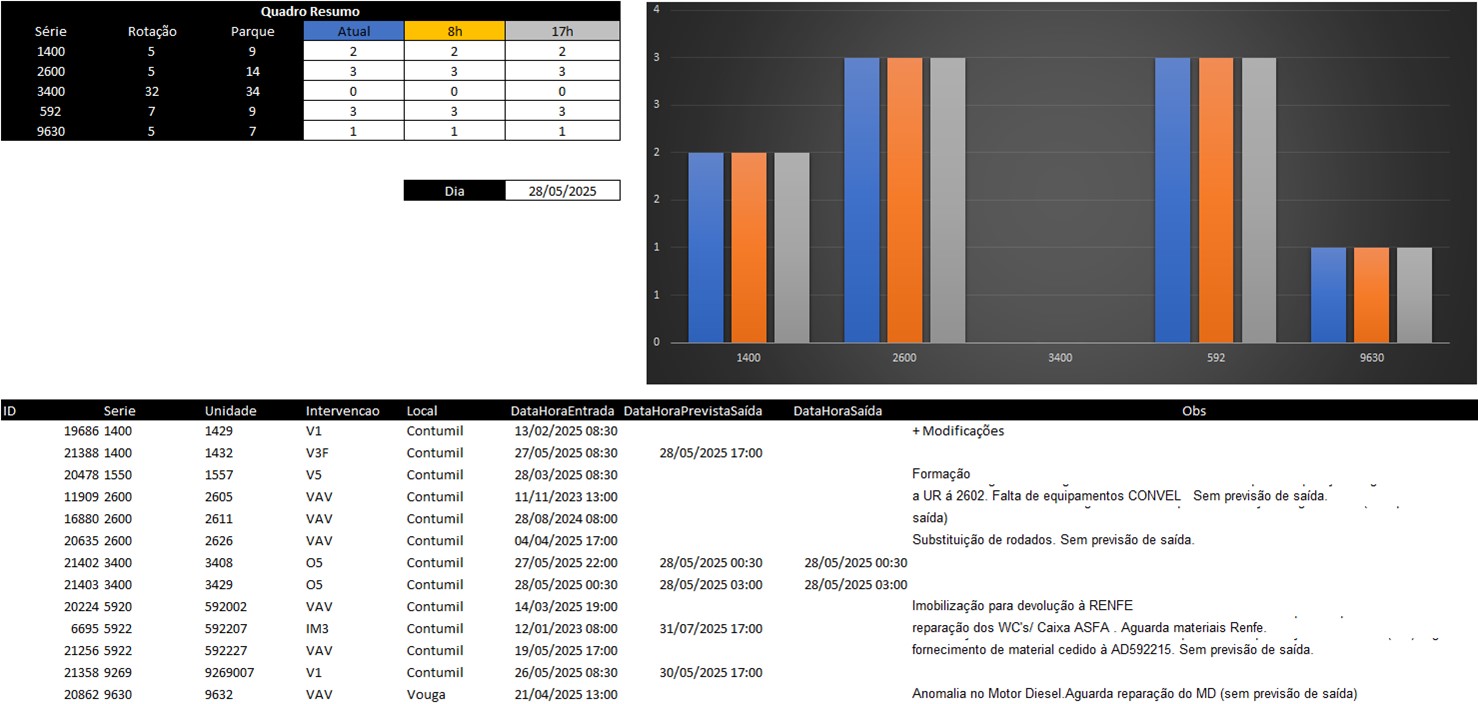 Quadro Resumo
Série Rotação Parque Atual 8h 17h
1400 5 9 2 2 2
2600 5 14 3 3 3
3400 32 34 0 0 0
592 7 9 3 3 3
9630 5 7 1 1 1
Dia 28/05/2025
4
3
3
2
2
1
1
0
1400 2600 3400 592 9630
ID Serie Unidade Intervencao Local DataHoraEntrada DataHoraPrevistaSaída DataHoraSaída Obs
19686 1400 1429 V1 Contumil 13/02/2025 08:30 + Modificações
21388 1400 1432 V3F Contumil 27/05/2025 08:30 28/05/2025 17:00
20478 1550 1557 V5 Contumil 28/03/2025 08:30 Formação
11909 2600 2605 VAV Contumil 11/11/2023 13:00 a UR á 2602. Falta de equipamentos CONVEL Sem previsão de saída.
16880 2600 2611 VAV Contumil 28/08/2024 08:00 saída)
20635 2600 2626 VAV Contumil 04/04/2025 17:00 Substituição de rodados. Sem previsão de saída.
21402 3400 3408 O5 Contumil 27/05/2025 22:00 28/05/2025 00:30 28/05/2025 00:30
21403 3400 3429 O5 Contumil 28/05/2025 00:30 28/05/2025 03:00 28/05/2025 03:00
20224 5920 592002 VAV Contumil 14/03/2025 19:00 Imobilização para devolução à RENFE
6695 5922 592207 IM3 Contumil 12/01/2023 08:00 31/07/2025 17:00 reparação dos WC's/ Caixa ASFA . Aguarda materiais Renfe.
21256 5922 592227 VAV Contumil 19/05/2025 17:00 fornecimento de material cedido à AD592215. Sem previsão de saída.
21358 9269 9269007 V1 Contumil 26/05/2025 08:30 30/05/2025 17:00
20862 9630 9632 VAV Vouga 21/04/2025 13:00 Anomalia no Motor Diesel.Aguarda reparação do MD (sem previsão de saída)